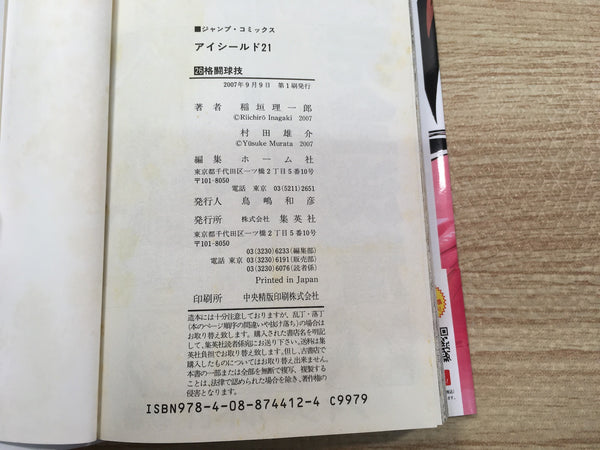 ■ジャンプ・コミックス
アイシールド21
26格闘球技
2007年9月9日 第1刷発行
著者 稲垣理一郎
©Riichirô Inagaki 2007
村田雄介
©Yûsuke Murata 2007
編集 ホーム社
東京都千代田区一ツ橋2丁目5番10号
〒101-8050
電話 東京 03(5211)2651
発行人 鳥嶋和彦
発行所 株式会社 集英社
東京都千代田区一ツ橋2丁目5番10号
〒101-8050
03(3230)6233(編集部)
電話 東京 03(3230)6191(販売部)
03(3230)6076(読者係)
Printed in Japan
印刷所 中央精版印刷株式会社
造本には十分注意しておりますが、乱丁・落丁
(本のページ順序の間違いや抜け落ち)の場合は
お取り替え致します。購入された書店名を明記
して、集英社読者係宛にお送り下さい。送料は集
英社負担でお取り替え致します。但し、古書店で
購入したものについてはお取り替え出来ません。
本書の一部または全部を無断で複写、複製する
ことは、法律で認められた場合を除き、著作権の
侵害となります。
ISBN978-4-08-874412-4 C9979